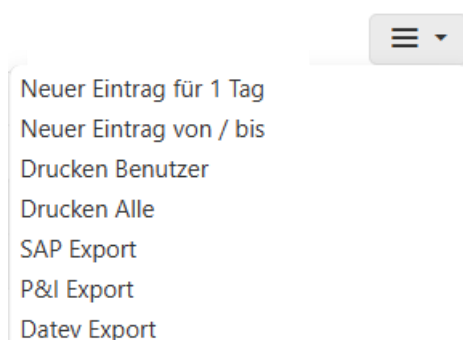 Neuer Eintrag für 1 Tag
Neuer Eintrag von / bis
Drucken Benutzer
Drucken Alle
SAP Export
P&I Export
Datev Export